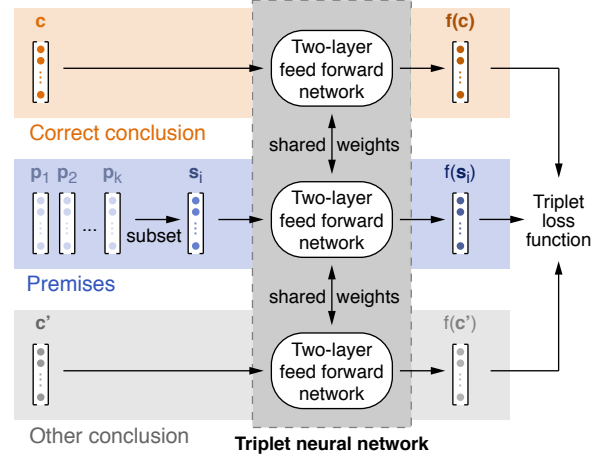 c
Two-layer
feed forward
network
f(c)
Correct conclusion
shared weights
p1 p2 ... pk
subset
si
Two-layer
feed forward
network
f(si)
Triplet
loss
function
Premises
shared weights
c'
Two-layer
feed forward
network
f(c')
Other conclusion
Triplet neural network